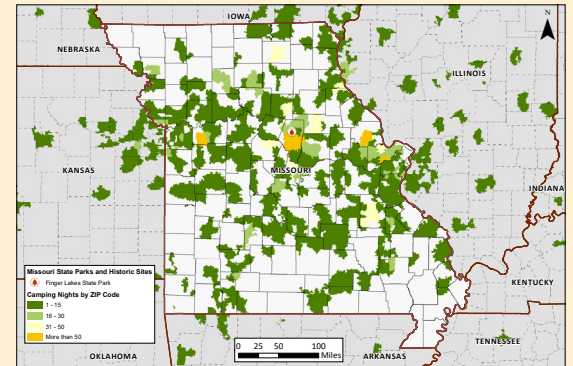 IOWA
N
NEBRASKA
ILLINOIS
KANSAS
MISSOURI
INDIANA
Missouri State Parks and Historic Sites
Finger Lakes State Park
Camping Nights by ZIP Code
1 - 15
16 - 30
31 - 50
More than 50
KENTUCKY
0 25 50 100
Miles
TENNESSEE
OKLAHOMA
ARKANSAS